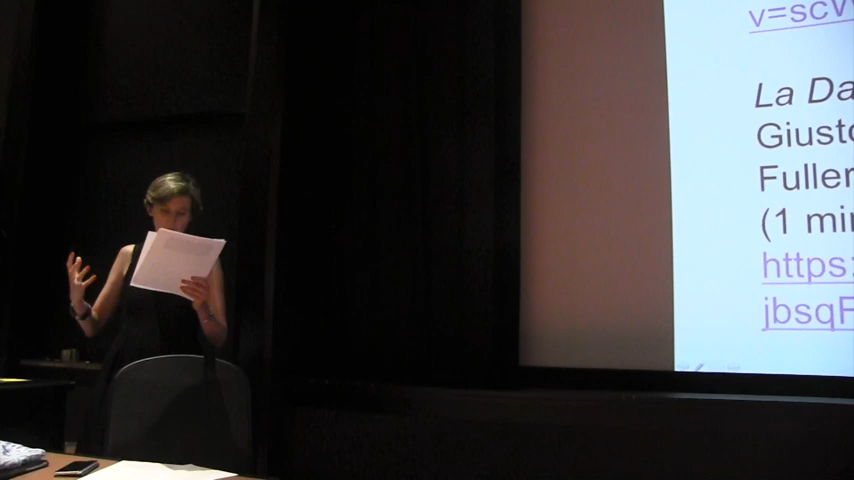 v=scV
La Da
Giusto
Fuller
(1 min
https:
jbsqF